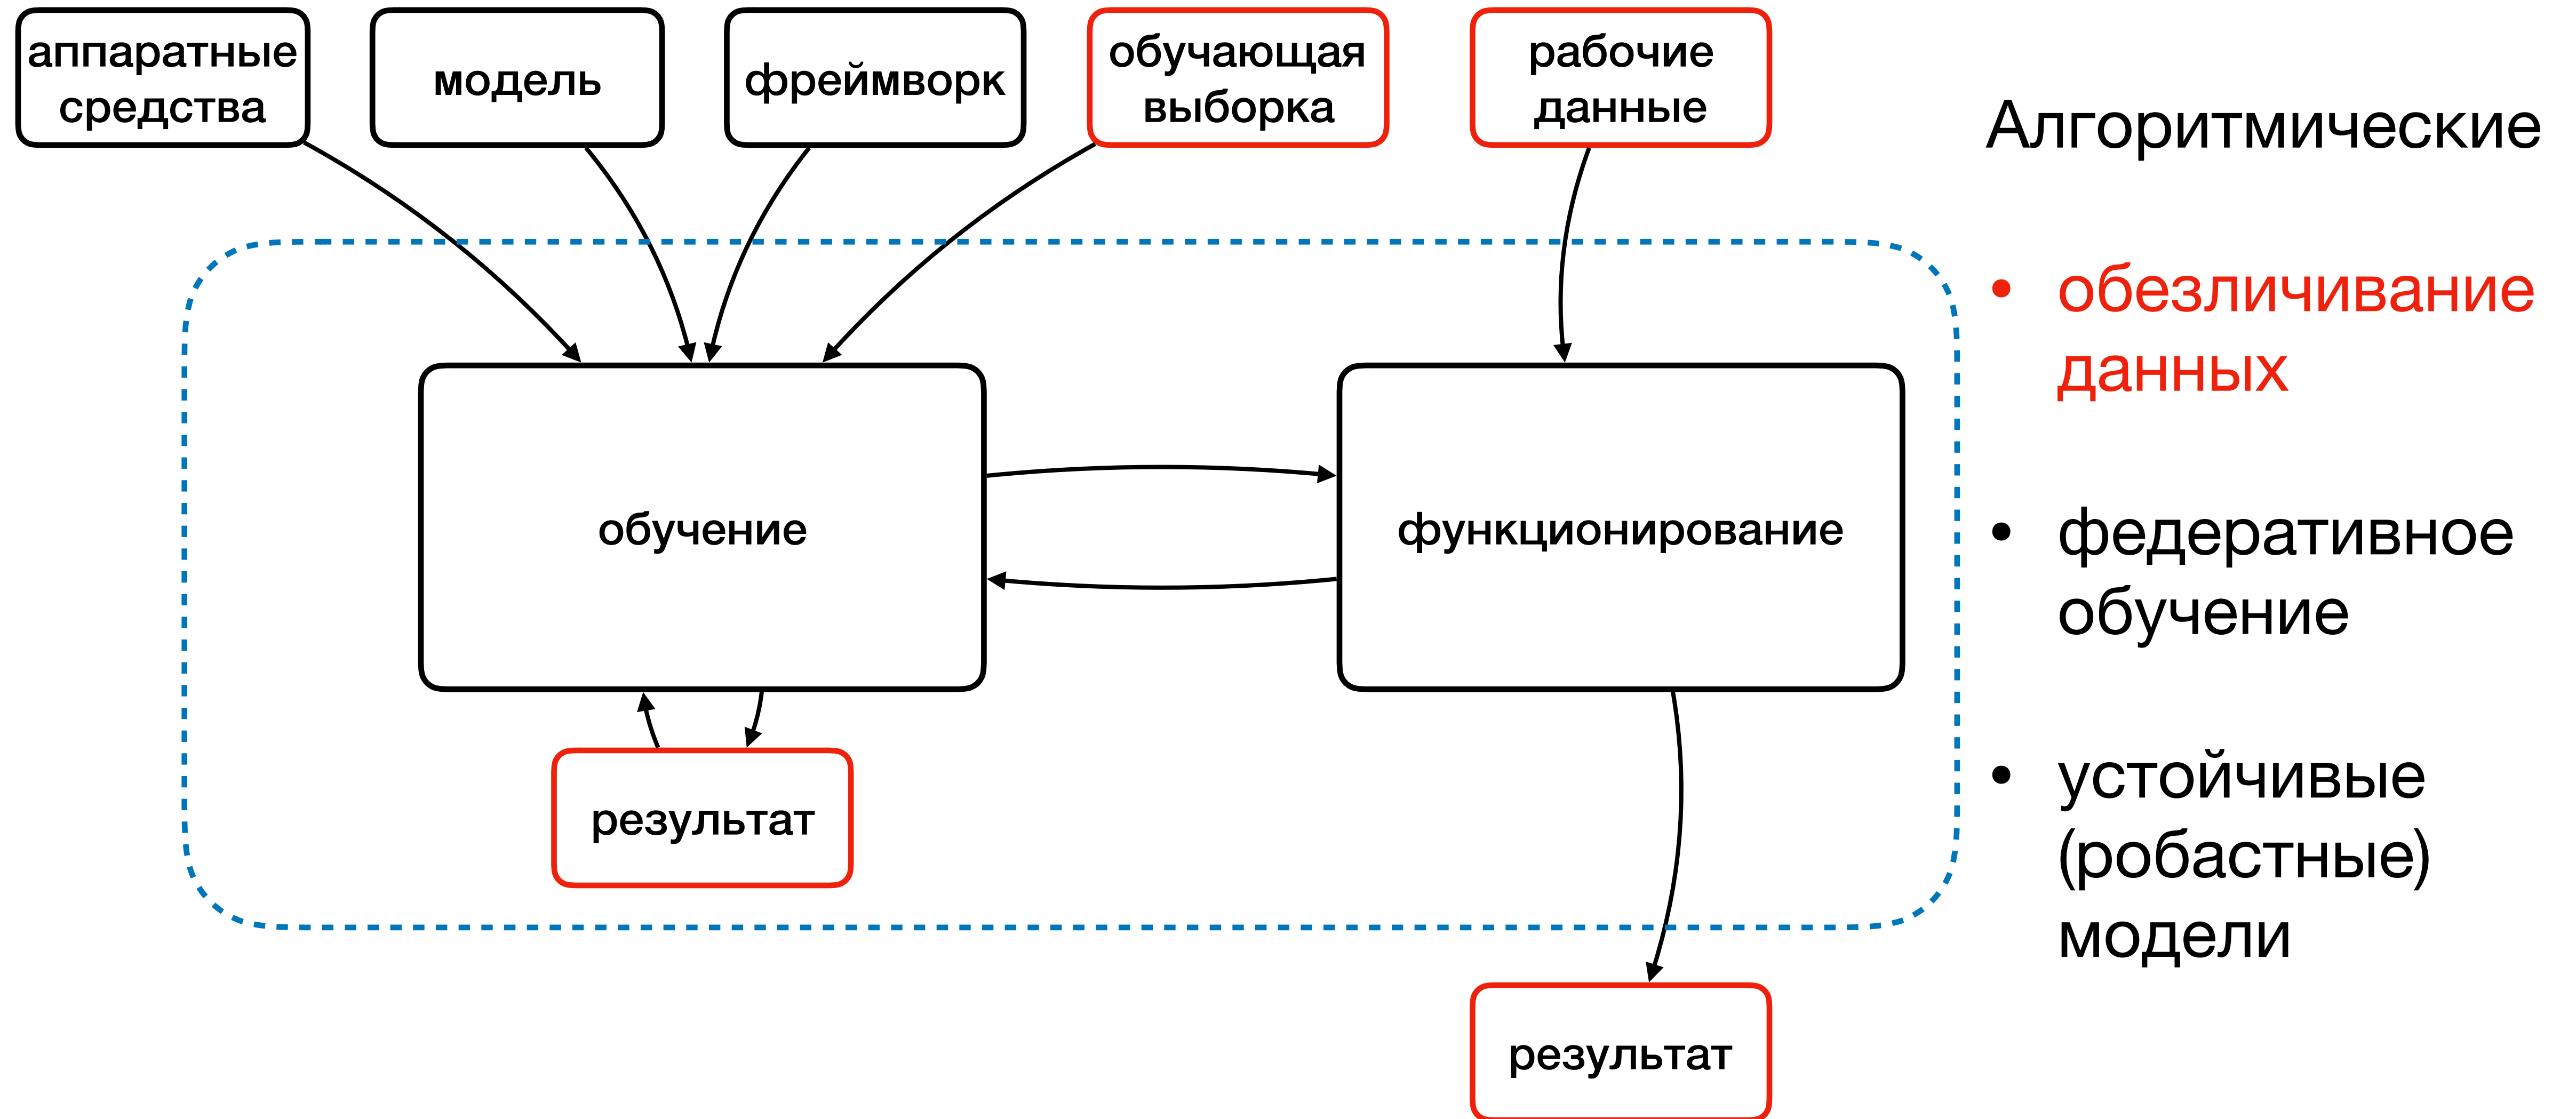 аппаратные
средства
модель
фреймворк
обучающая
выборка
рабочие
данные
Алгоритмические
• обезличивание
данных
• федеративное
обучение
• устойчивые
(робастные)
модели
обучение
функционирование
результат
результат